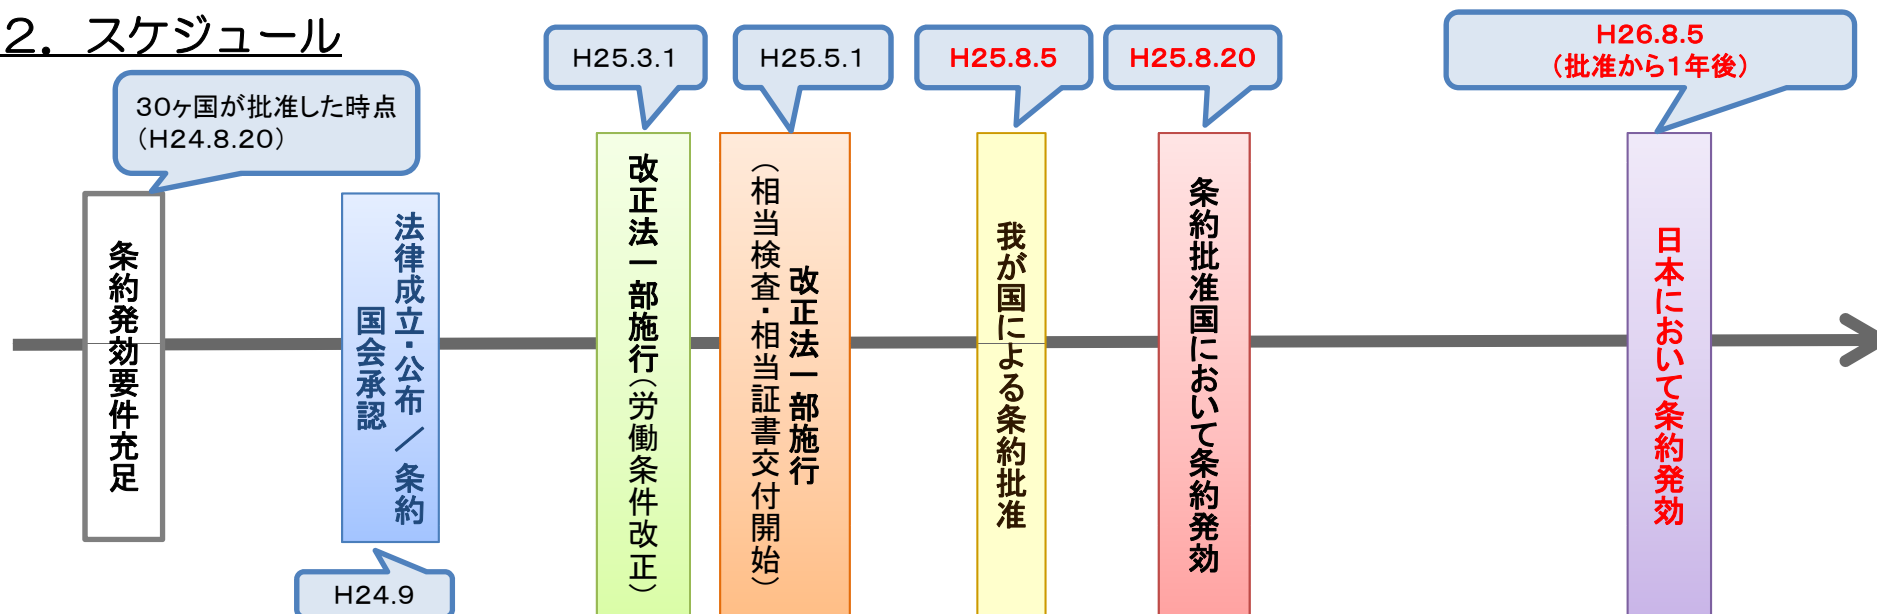 ２．スケジュール
30ヶ国が批准した時点
（H24.8.20）
条約発効要件充足
法律成立・公布／条約
国会承認
H24.9
H25.3.1
改正法一部施行（労働条件改正）
H25.5.1
改正法一部施行
（相当検査・相当証書交付開始）
H25.8.5
我が国による条約批准
H25.8.20
条約批准国において条約発効
H26.8.5
（批准から１年後）
日本において条約発効